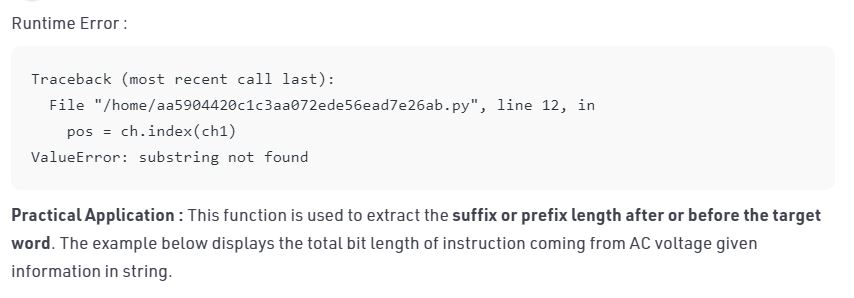 Runtime Error :
Traceback (most recent call last):
  File "/home/aa5904420c1c3aa072ede56ead7e26ab.py", line 12, in
    pos = ch.index(ch1)
ValueError: substring not found
Practical Application : This function is used to extract the suffix or prefix length after or before the target
word. The example below displays the total bit length of instruction coming from AC voltage given
information in string.